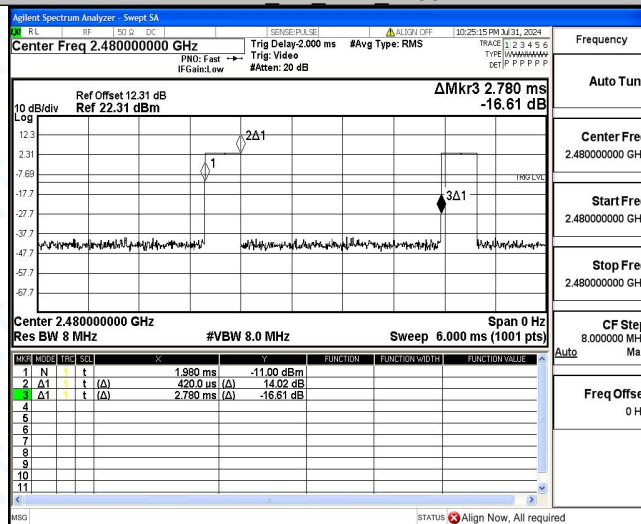 Agilent Spectrum Analyzer - Swept SA
RL RF 50 Ω DC SENSE:PULSE ALIGN OFF 10:25:15 PM Jul 31, 2024
Center Freq 2.480000000 GHz
PNO: Fast
IFGain:Low
Trig Delay-2.000 ms
Trig: Video
#Atten: 20 dB
#Avg Type: RMS
TRACE 1 2 3 4 5 6
TYPE
DET P P P P P P
Ref Offset 12.31 dB
Ref 22.31 dBm
10 dB/div
Log
ΔMkr3 2.780 ms
-16.61 dB
12.3
2.31
-7.69
-17.7
-27.7
-37.7
-47.7
-57.7
-67.7
1
2Δ1
3Δ1
TRIG LVL
Center 2.480000000 GHz
Res BW 8 MHz
#VBW 8.0 MHz
Span 0 Hz
Sweep 6.000 ms (1001 pts)
MKR MODE TRC SCL X Y FUNCTION FUNCTION WIDTH FUNCTION VALUE
1 N 1 t 1.980 ms -11.00 dBm
2 Δ1 1 t (Δ) 420.0 us (Δ) 14.02 dB
3 Δ1 1 t (Δ) 2.780 ms (Δ) -16.61 dB
4
5
6
7
8
9
10
11
MSG
STATUS Align Now, All required
Frequency
Auto Tun
Center Fre
2.480000000 GH
Start Fre
2.480000000 GH
Stop Fre
2.480000000 GH
CF Step
8.000000 MH
Auto Ma
Freq Offse
0 H